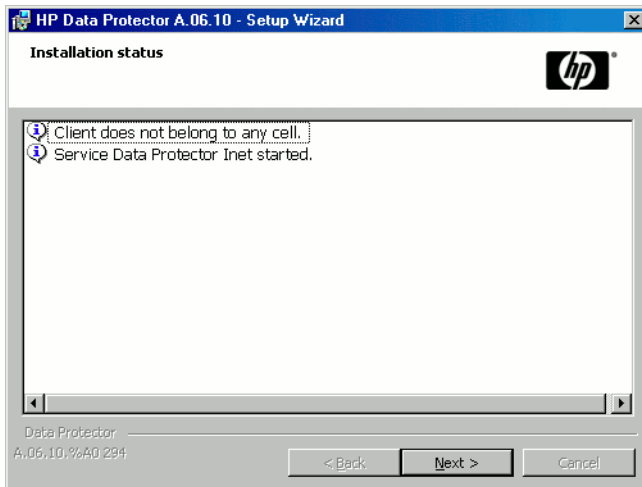 HP Data Protector A.06.10 - Setup Wizard
Installation status
hp
Client does not belong to any cell.
Service Data Protector Inet started.
Data Protector
A.06.10.%A0 294
< Back
Next >
Cancel